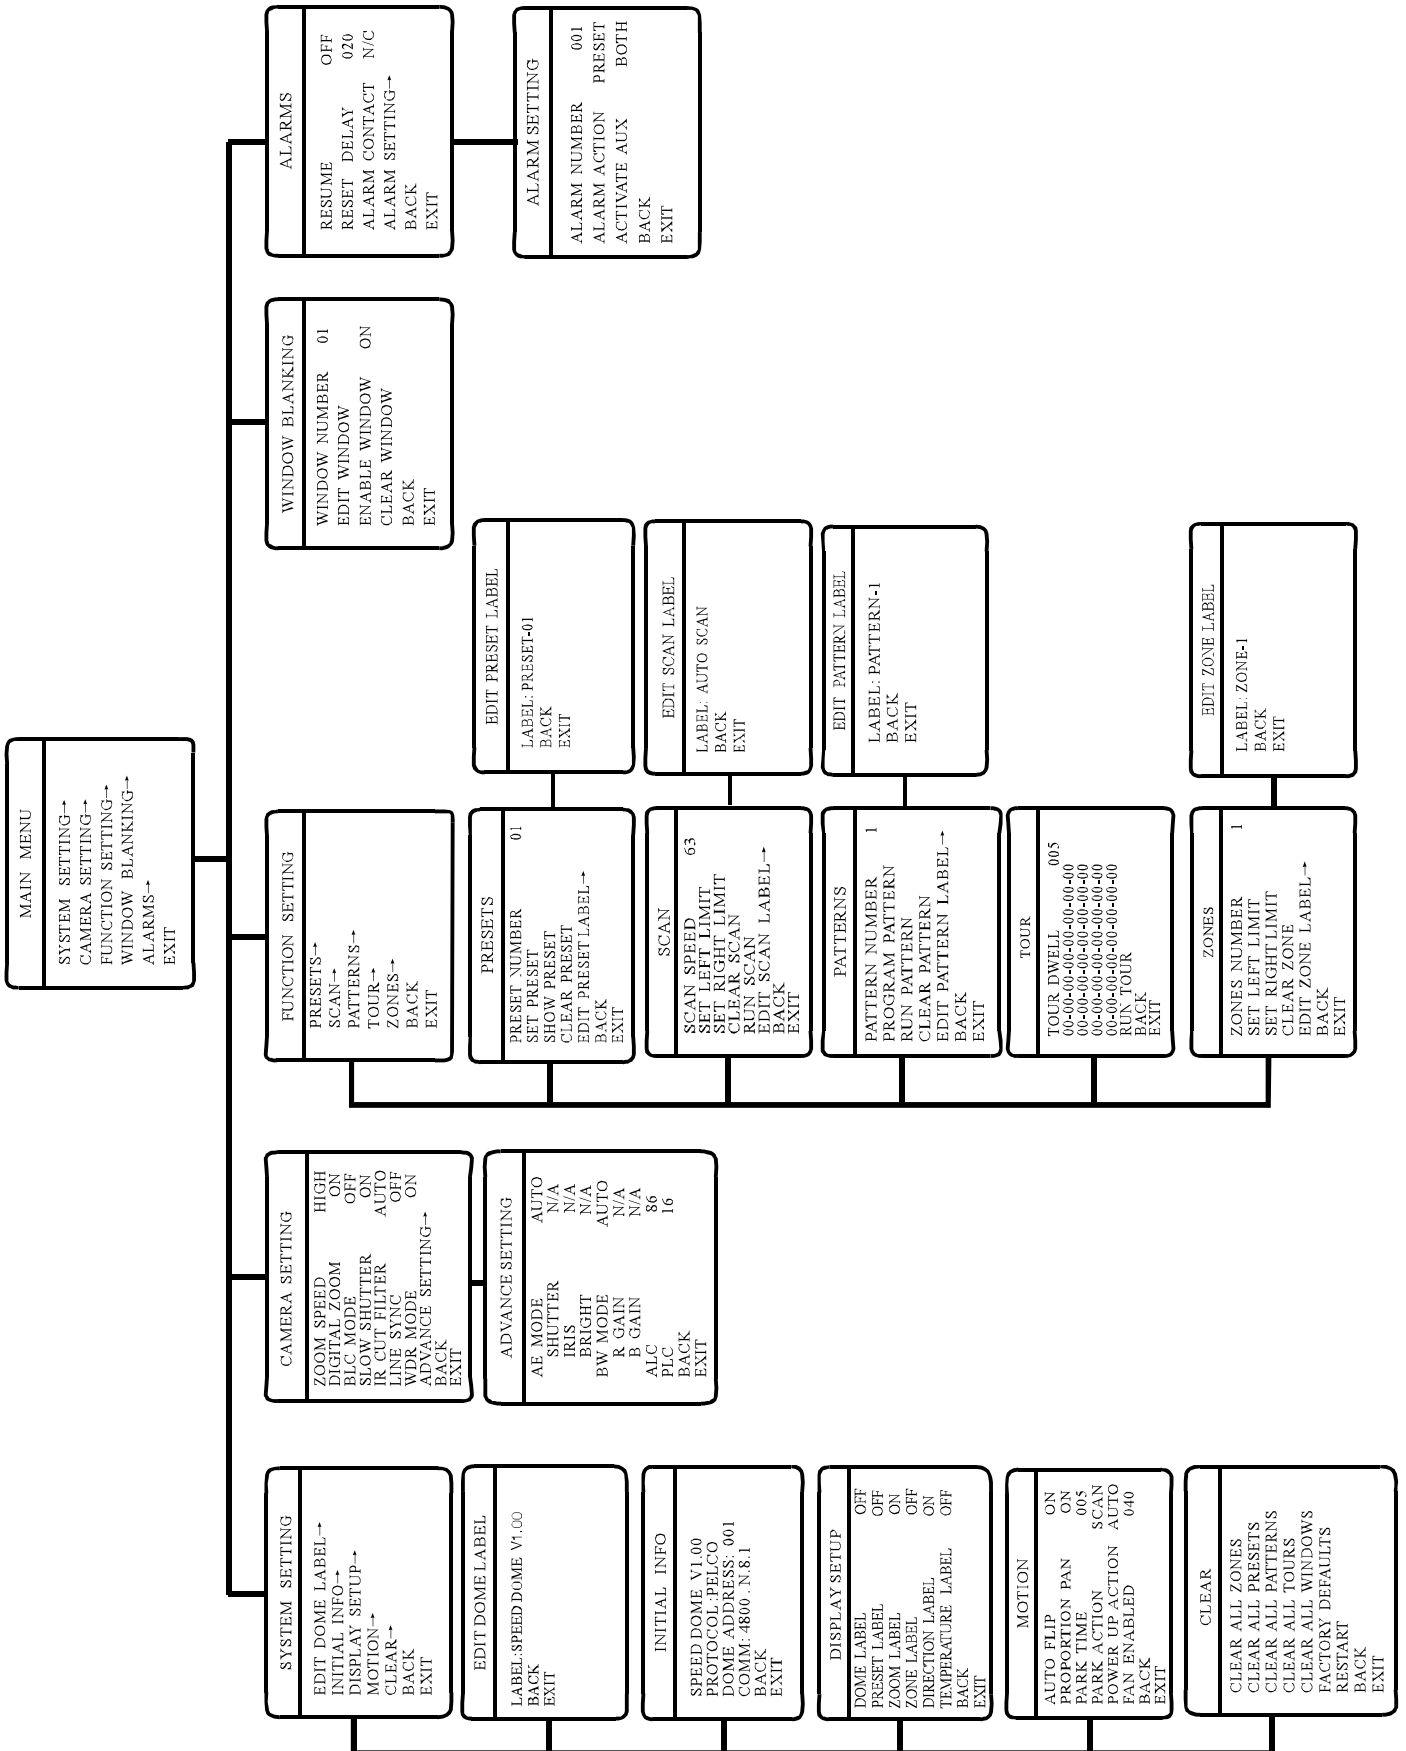 MAIN MENU
SYSTEM SETTING→
CAMERA SETTING→
FUNCTION SETTING→
WINDOW BLANKING→
ALARMS→
EXIT
SYSTEM SETTING
EDIT DOME LABEL→
INITIAL INFO→
DISPLAY SETUP→
MOTION→
CLEAR→
BACK
EXIT
EDIT DOME LABEL
LABEL:SPEED DOME V1.00
BACK
EXIT
INITIAL INFO
SPEED DOME V1.00
PROTOCOL:PELCO
DOME ADDRESS: 001
COMM: 4800 . N.8.1
BACK
EXIT
DISPLAY SETUP
DOME LABEL OFF
PRESET LABEL OFF
ZOOM LABEL ON
ZONE LABEL OFF
DIRECTION LABEL ON
TEMPERATURE LABEL OFF
BACK
EXIT
MOTION
AUTO FLIP ON
PROPORTION PAN ON
PARK TIME 005
PARK ACTION SCAN
POWER UP ACTION AUTO
FAN ENABLED 040
BACK
EXIT
CLEAR
CLEAR ALL ZONES
CLEAR ALL PRESETS
CLEAR ALL PATTERNS
CLEAR ALL TOURS
CLEAR ALL WINDOWS
FACTORY DEFAULTS
RESTART
BACK
EXIT
CAMERA SETTING
ZOOM SPEED HIGH
DIGITAL ZOOM ON
BLC MODE OFF
SLOW SHUTTER ON
IR CUT FILTER AUTO
LINE SYNC OFF
WDR MODE ON
ADVANCE SETTING→
BACK
EXIT
ADVANCE SETTING
AE MODE AUTO
SHUTTER N/A
IRIS N/A
BRIGHT N/A
BW MODE AUTO
R GAIN N/A
B GAIN N/A
ALC 86
PLC 16
BACK
EXIT
FUNCTION SETTING
PRESETS→
SCAN→
PATTERNS→
TOUR→
ZONES→
BACK
EXIT
PRESETS
PRESET NUMBER 01
SET PRESET
SHOW PRESET
CLEAR PRESET
EDIT PRESET LABEL→
BACK
EXIT
EDIT PRESET LABEL
LABEL: PRESET-01
BACK
EXIT
SCAN
SCAN SPEED 63
SET LEFT LIMIT
SET RIGHT LIMIT
CLEAR SCAN
RUN SCAN
EDIT SCAN LABEL→
BACK
EXIT
EDIT SCAN LABEL
LABEL: AUTO SCAN
BACK
EXIT
PATTERNS
PATTERN NUMBER 1
PROGRAM PATTERN
RUN PATTERN
CLEAR PATTERN
EDIT PATTERN LABEL→
BACK
EXIT
EDIT PATTERN LABEL
LABEL: PATTERN-1
BACK
EXIT
TOUR
TOUR DWELL 005
00-00-00-00-00-00-00
00-00-00-00-00-00-00
00-00-00-00-00-00-00
00-00-00-00-00-00-00
RUN TOUR
BACK
EXIT
ZONES
ZONES NUMBER 1
SET LEFT LIMIT
SET RIGHT LIMIT
CLEAR ZONE
EDIT ZONE LABEL→
BACK
EXIT
EDIT ZONE LABEL
LABEL: ZONE-1
BACK
EXIT
WINDOW BLANKING
WINDOW NUMBER 01
EDIT WINDOW
ENABLE WINDOW ON
CLEAR WINDOW
BACK
EXIT
ALARMS
RESUME OFF
RESET DELAY 020
ALARM CONTACT N/C
ALARM SETTING→
BACK
EXIT
ALARM SETTING
ALARM NUMBER 001
ALARM ACTION PRESET
ACTIVATE AUX BOTH
BACK
EXIT